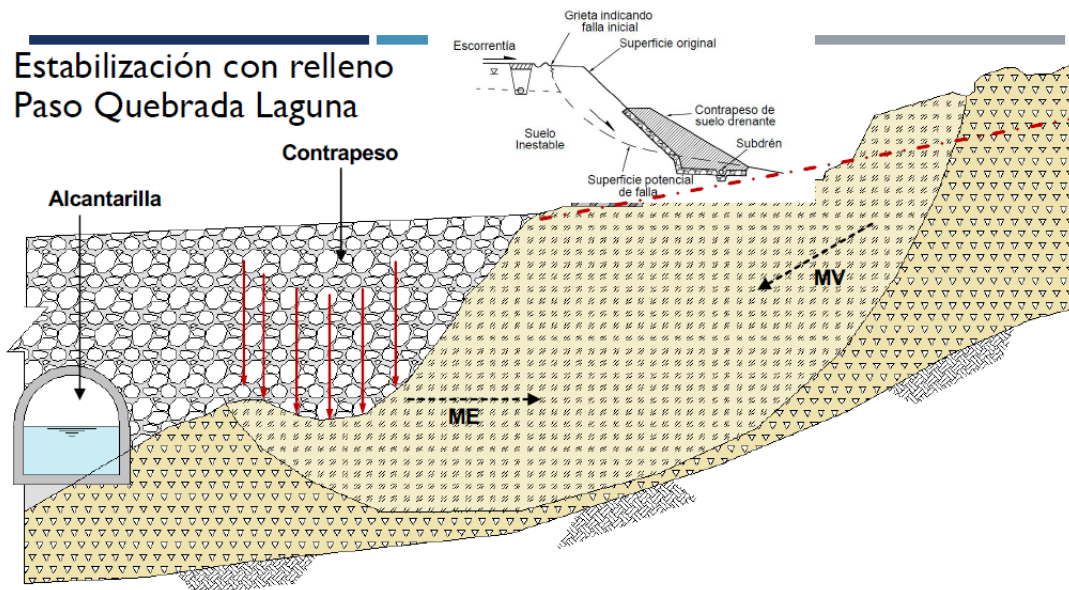 Estabilización con relleno
Paso Quebrada Laguna
Grieta indicando
falla inicial
Escorrentía
Superficie original
Contrapeso de
suelo drenante
Suelo
Inestable
Subdrén
Superficie potencial
de falla
Contrapeso
Alcantarilla
MV
ME